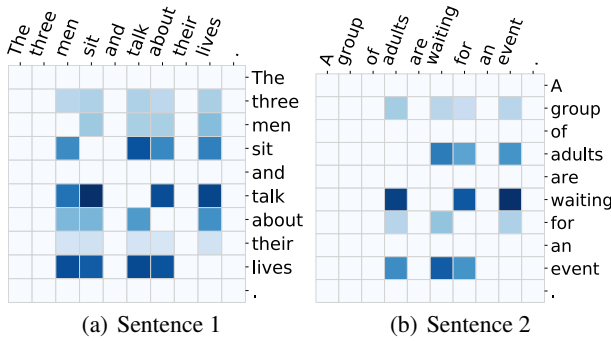 The three men sit and talk about their lives .
The
three
men
sit
and
talk
about
their
lives
.
(a) Sentence 1
A group of adults are waiting for an event .
A
group
of
adults
are
waiting
for
an
event
.
(b) Sentence 2